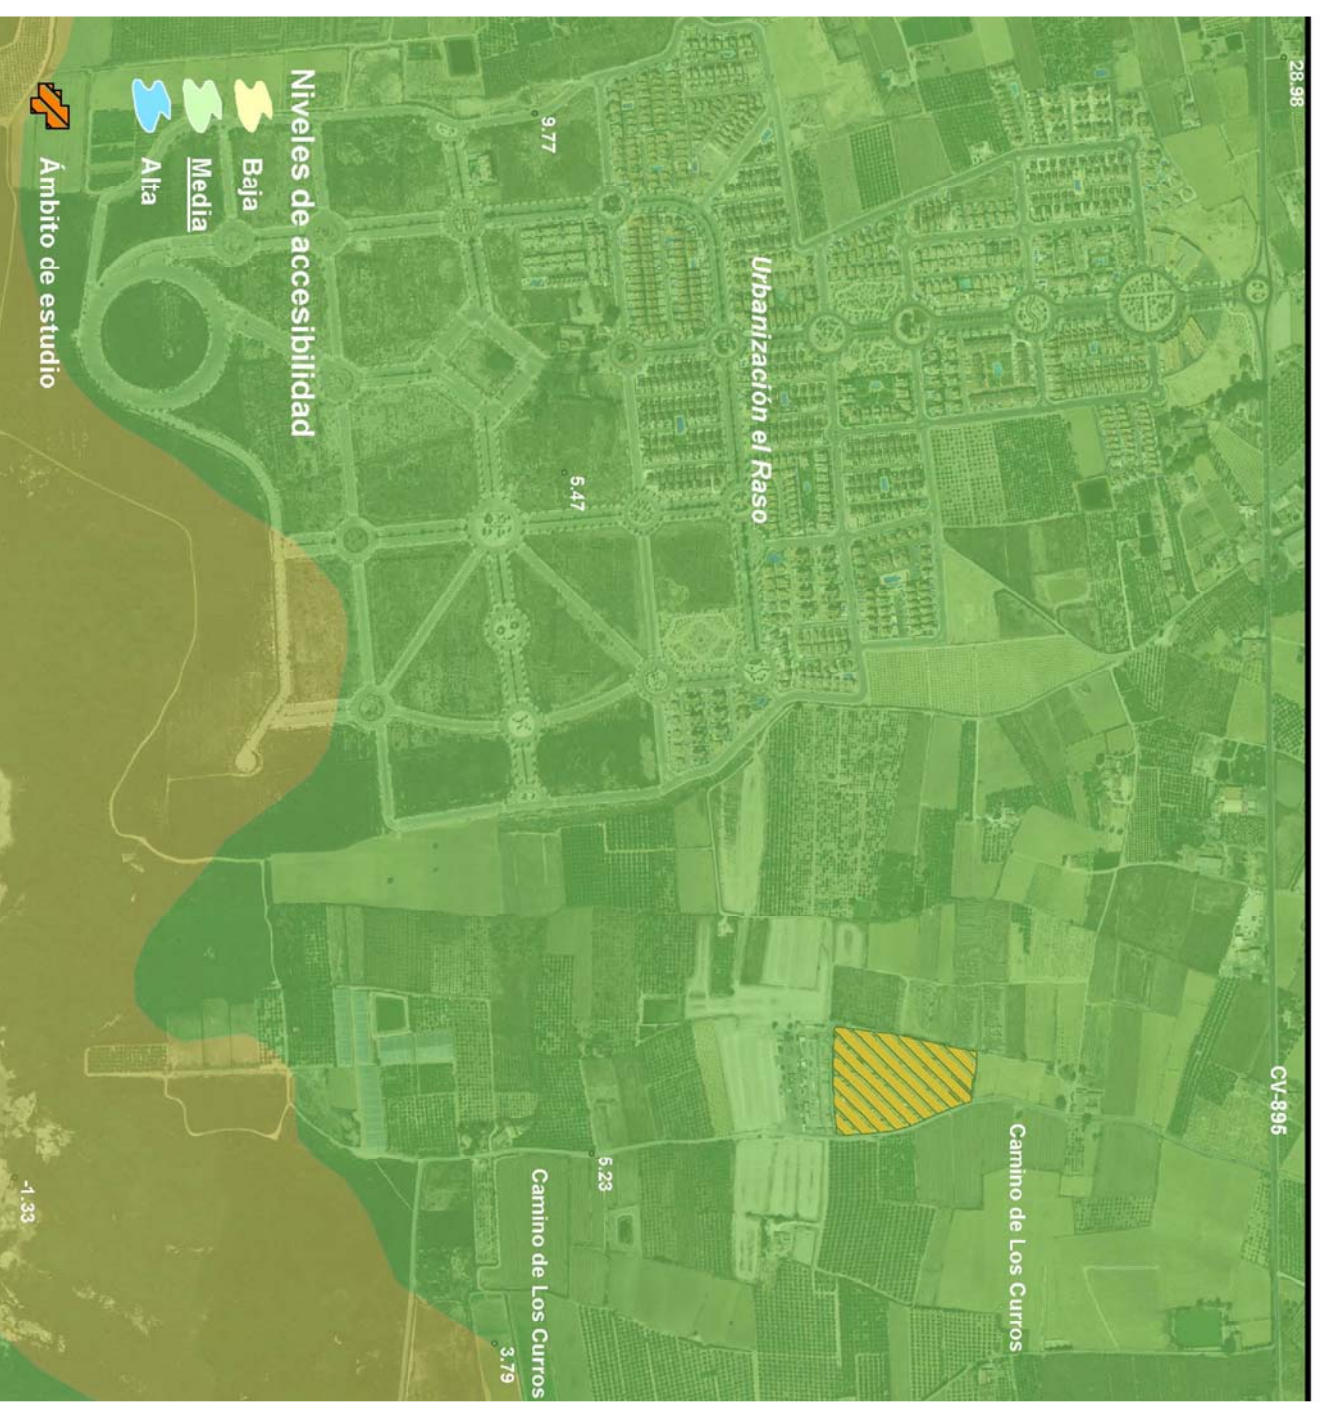 28.98
CV-895
Camino de Los Curros
Urbanización el Raso
9.77
5.47
5.23
Camino de Los Curros
3.79
Niveles de accesibilidad
Baja
Media
Alta
Ámbito de estudio
-1.33